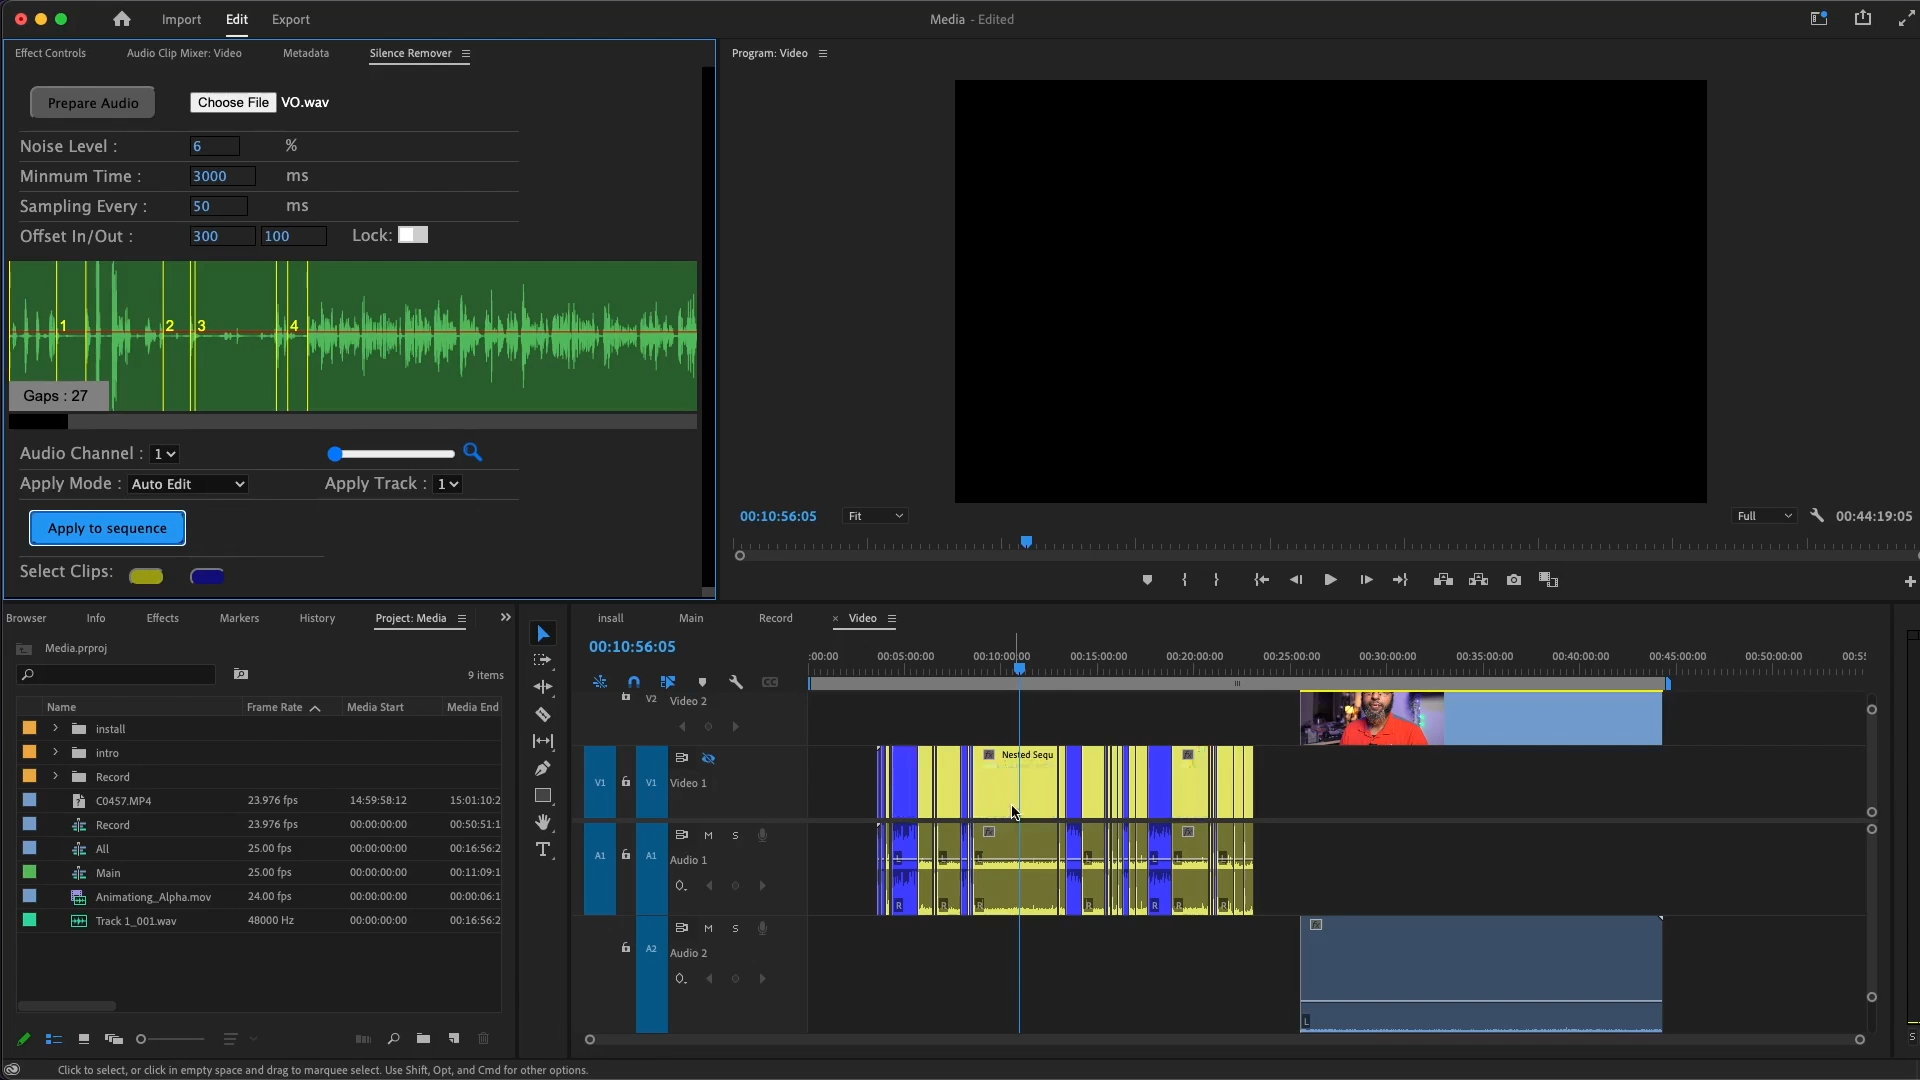 Import Edit Export
Media - Edited
Effect Controls Audio Clip Mixer: Video Metadata Silence Remover
Program: Video
Prepare Audio Choose File VO.wav
Noise Level : 6 %
Minmum Time : 3000 ms
Sampling Every : 50 ms
Offset In/Out : 300 100 Lock:
1 2 3 4
Gaps : 27
Audio Channel : 1
Apply Mode : Auto Edit Apply Track : 1
Apply to sequence
Select Clips:
00:10:56:05 Fit Full 00:44:19:05
Browser Info Effects Markers History Project: Media
Media.prproj
9 items
Name Frame Rate Media Start Media End
install
intro
Record
C0457.MP4 23.976 fps 14:59:58:12 15:01:10:2
Record 23.976 fps 00:00:00:00 00:50:51:1
All 25.00 fps 00:00:00:00 00:16:56:2
Main 25.00 fps 00:00:00:00 00:11:09:1
Animationg_Alpha.mov 24.00 fps 00:00:00:00 00:00:06:1
Track 1_001.wav 48000 Hz 00:00:00:00 00:16:56:2
insall Main Record × Video
00:10:56:05
:00:00 00:05:00:00 00:10:00:00 00:15:00:00 00:20:00:00 00:25:00:00 00:30:00:00 00:35:00:00 00:40:00:00 00:45:00:00 00:50:00:00 00:55
V2 Video 2
fx Nested Sequ fx
V1 V1 Video 1
M S
fx fx
A1 A1 Audio 1
L L L L L L L
R R R R R R R
M S
fx
A2 Audio 2
L
S
Click to select, or click in empty space and drag to marquee select. Use Shift, Opt, and Cmd for other options.